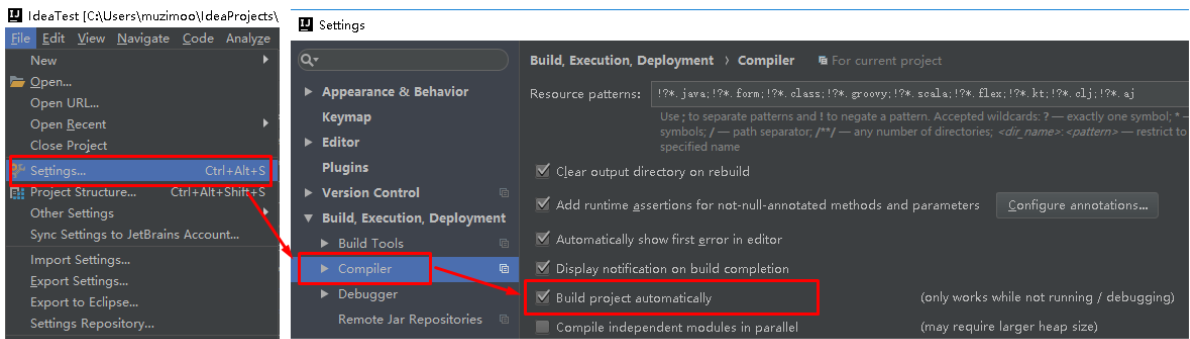 IdeaTest [C:\Users\muzimoo\IdeaProjects\
File Edit View Navigate Code Analyze
New
Open...
Open URL...
Open Recent
Close Project
Settings... Ctrl+Alt+S
Project Structure... Ctrl+Alt+Shift+S
Other Settings
Sync Settings to JetBrains Account...
Import Settings...
Export Settings...
Export to Eclipse...
Settings Repository...
Settings
Appearance & Behavior
Keymap
Editor
Plugins
Version Control
Build, Execution, Deployment
Build Tools
Compiler
Debugger
Remote Jar Repositories
Build, Execution, Deployment › Compiler For current project
Resource patterns: !?*.java;!?*.form;!?*.class;!?*.groovy;!?*.scala;!?*.flex;!?*.kt;!?*.clj;!?*.aj
Use ; to separate patterns and ! to negate a pattern. Accepted wildcards: ? — exactly one symbol; * —
symbols; / — path separator; /**/ — any number of directories; <dir_name>:<pattern> — restrict to
specified name
Clear output directory on rebuild
Add runtime assertions for not-null-annotated methods and parameters Configure annotations...
Automatically show first error in editor
Display notification on build completion
Build project automatically (only works while not running / debugging)
Compile independent modules in parallel (may require larger heap size)